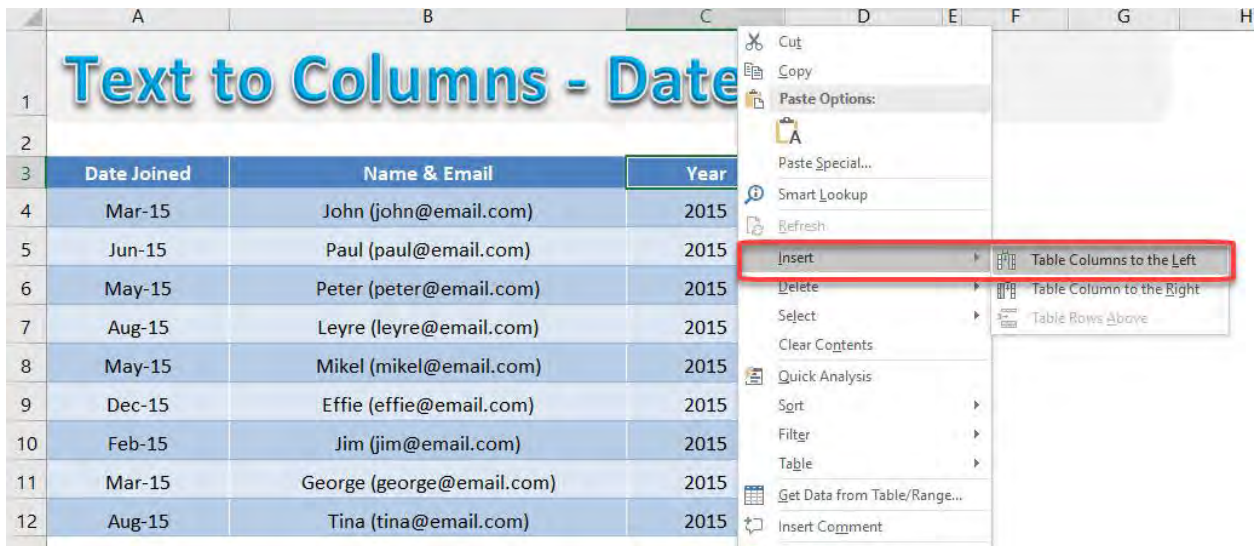 A B C D E F G H
1 Text to Columns - Date
2
3 Date Joined Name & Email Year
4 Mar-15 John (john@email.com) 2015
5 Jun-15 Paul (paul@email.com) 2015
6 May-15 Peter (peter@email.com) 2015
7 Aug-15 Leyre (leyre@email.com) 2015
8 May-15 Mikel (mikel@email.com) 2015
9 Dec-15 Effie (effie@email.com) 2015
10 Feb-15 Jim (jim@email.com) 2015
11 Mar-15 George (george@email.com) 2015
12 Aug-15 Tina (tina@email.com) 2015
Cut
Copy
Paste Options:
A
Paste Special...
Smart Lookup
Refresh
Insert
Delete
Select
Clear Contents
Quick Analysis
Sort
Filter
Table
Get Data from Table/Range...
Insert Comment
Table Columns to the Left
Table Column to the Right
Table Rows Above